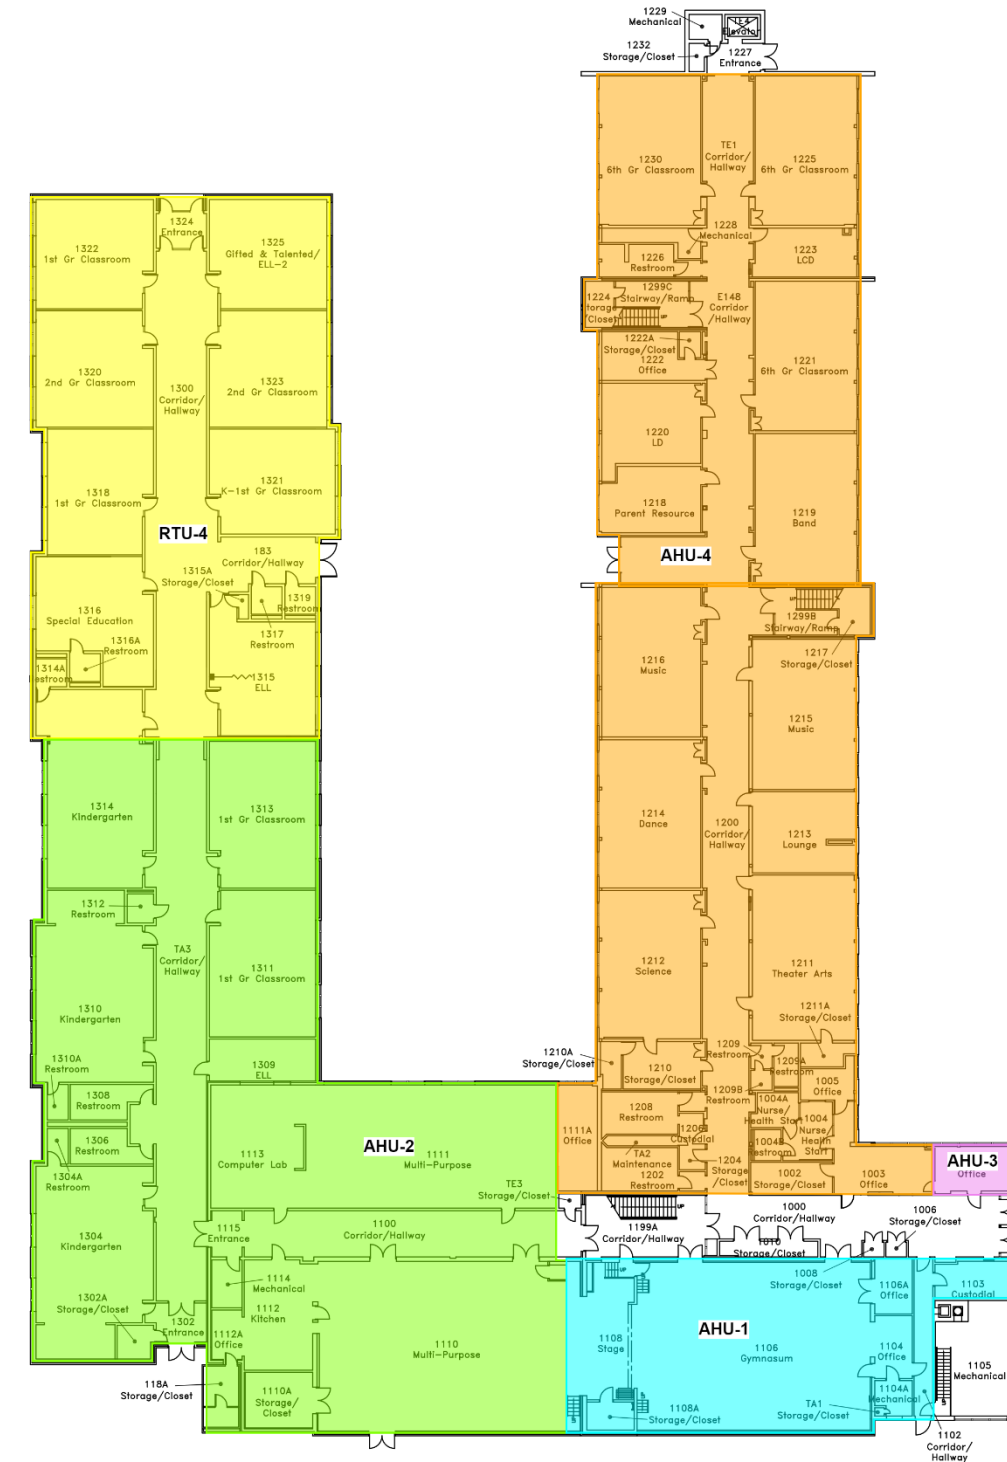 1229
Mechanical
TE4
Elevator
1232
Storage/Closet
1227
Entrance
1230
6th Gr Classroom
TE1
Corridor/
Hallway
1225
6th Gr Classroom
1228
Mechanical
1226
Restroom
1223
LCD
1299C
Stairway/Ramp
UP
1224
Closet
E148
Corridor
/Hallway
1222A
Storage/Closet
1222
Office
1221
6th Gr Classroom
1220
LD
1218
Parent Resource
1219
Band
AHU-4
1324
Entrance
1322
1st Gr Classroom
1325
Gifted & Talented/
ELL-2
1320
2nd Gr Classroom
1300
Corridor/
Hallway
1323
2nd Gr Classroom
1318
1st Gr Classroom
1321
K-1st Gr Classroom
RTU-4
183
Corridor/Hallway
1315A
Storage/Closet
1319
Restroom
1316
Special Education
1316A
Restroom
1317
Restroom
1314A
1315
ELL
UP
1299B
Stairway/Ramp
1217
Storage/Closet
1216
Music
1215
Music
1214
Dance
1200
Corridor/
Hallway
1213
Lounge
1212
Science
1211
Theater Arts
1211A
Storage/Closet
1210A
Storage/Closet
1210
Storage/Closet
1209
Restroom
1209A
Restroom
1209B
Restroom
1005
Office
1208
Restroom
1004A
Nurse/
Health
1004
Nurse/
Health
Start
1206
Custodial
1004B
Restroom
1111A
Office
TA2
Maintenance
1202
Restroom
1204
Storage
/Closet
1002
Storage/Closet
1003
Office
AHU-3
Office
1314
Kindergarten
1313
1st Gr Classroom
1312
Restroom
TA3
Corridor/
Hallway
1311
1st Gr Classroom
1310
Kindergarten
1310A
Restroom
1309
ELL
1308
Restroom
1306
Restroom
1304A
Restroom
1304
Kindergarten
1302A
Storage/Closet
1302
Entrance
1113
Computer Lab
AHU-2
1111
Multi-Purpose
TE3
Storage/Closet
1115
Entrance
1100
Corridor/Hallway
1114
Mechanical
1112
Kitchen
1112A
Office
1110
Multi-Purpose
118A
Storage/Closet
1110A
Storage/
Closet
UP
1199A
Corridor/Hallway
1000
Corridor/Hallway
1006
Storage/Closet
1010
Storage/Closet
1008
Storage/Closet
UP
1106A
Office
1103
Custodial
1108
Stage
AHU-1
1106
Gymnasum
1104
Office
1105
Mechanical
1104A
Mechanical
1108A
Storage/Closet
TA1
Storage/Closet
1102
Corridor/
Hallway